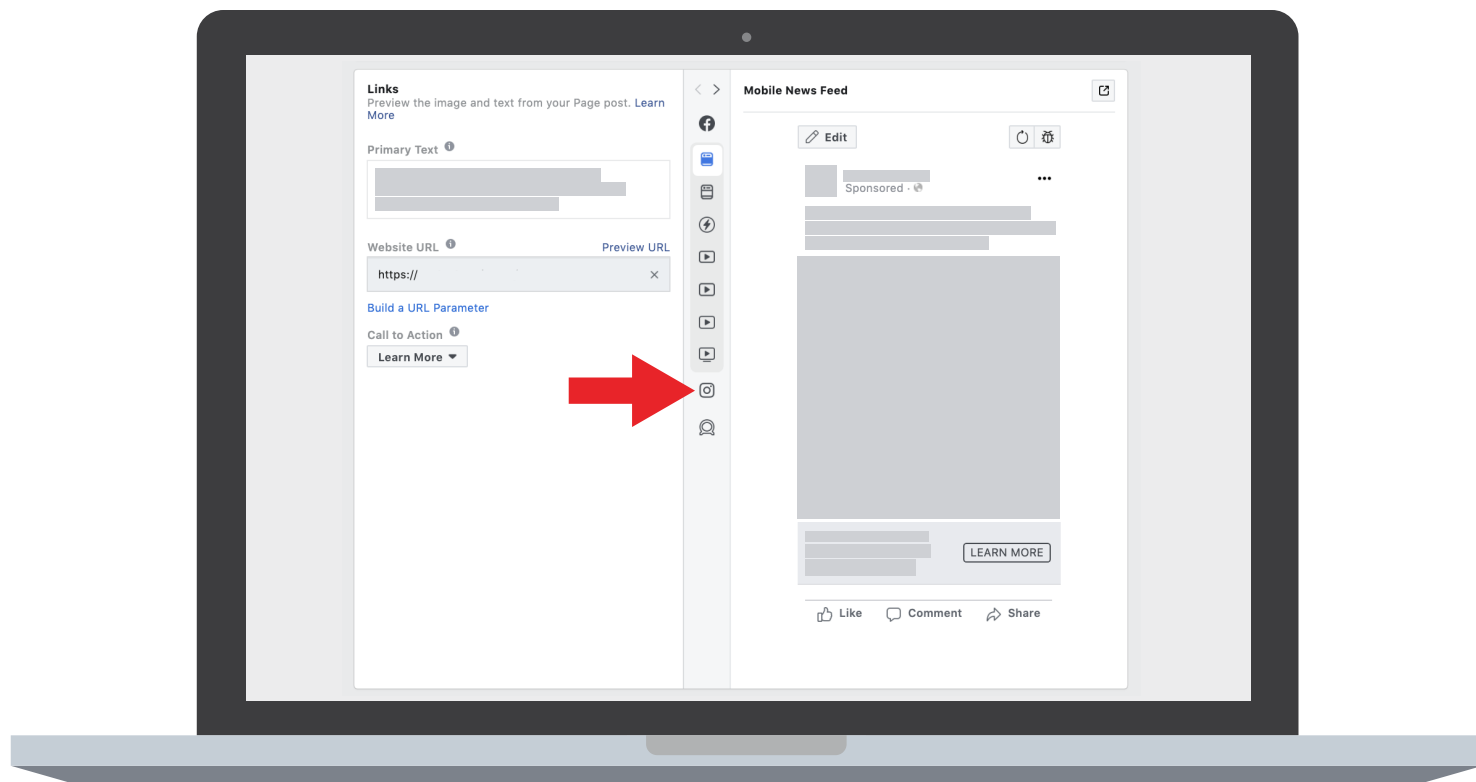 Links
Preview the image and text from your Page post. Learn
More
Primary Text
Website URL
Preview URL
https://
Build a URL Parameter
Call to Action
Learn More
Mobile News Feed
Edit
Sponsored ·
LEARN MORE
Like
Comment
Share